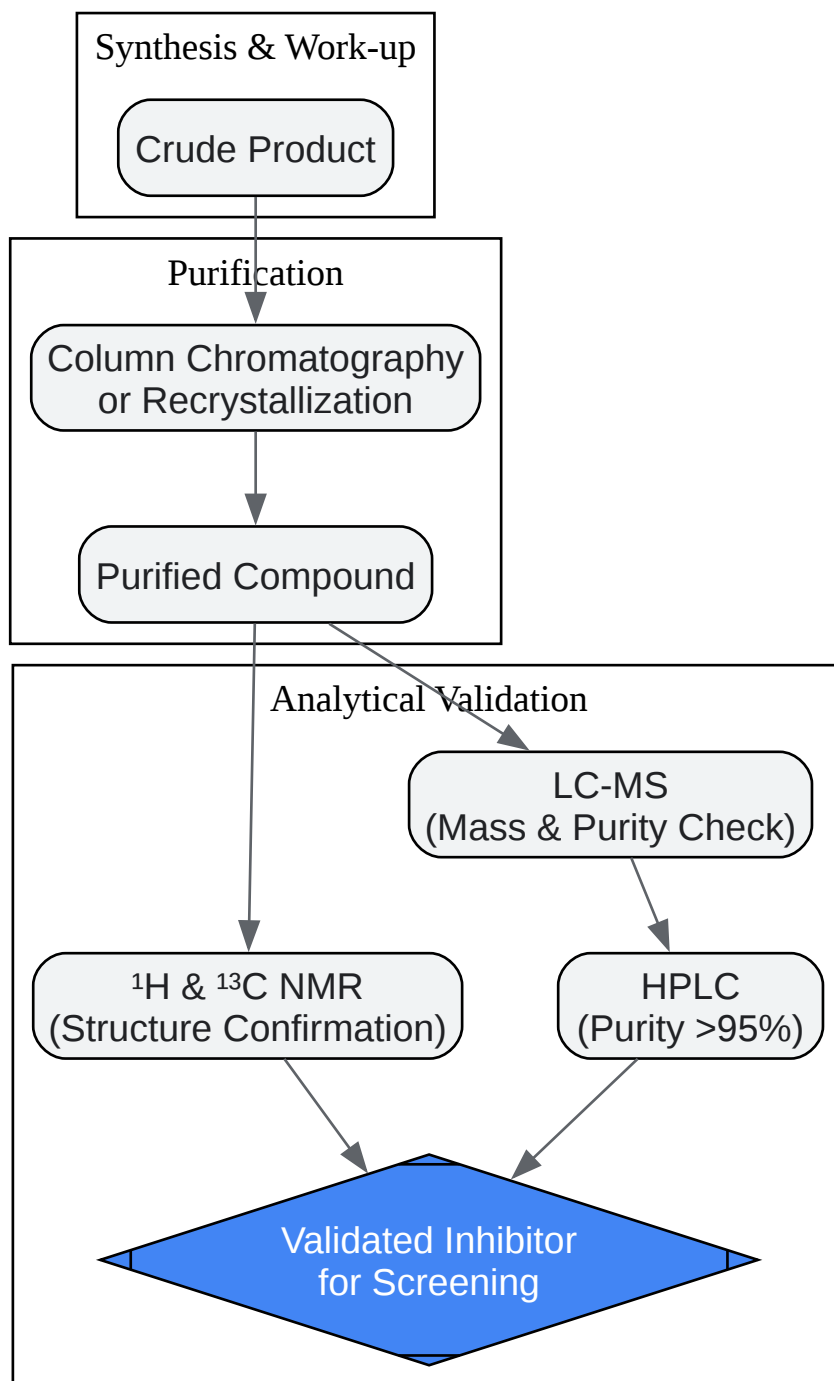 Synthesis & Work-up
Crude Product
Purification
Column Chromatography
or Recrystallization
Purified Compound
Analytical Validation
LC-MS
(Mass & Purity Check)
¹H & ¹³C NMR
(Structure Confirmation)
HPLC
(Purity >95%)
Validated Inhibitor
for Screening